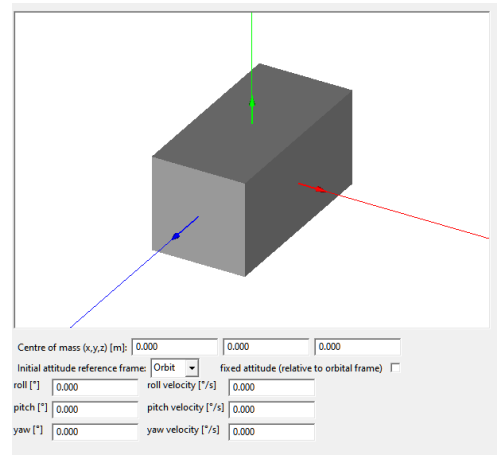 Centre of mass (x,y,z) [m]: 0.000 0.000 0.000
Initial attitude reference frame: Orbit fixed attitude (relative to orbital frame)
roll [°] 0.000 roll velocity [°/s] 0.000
pitch [°] 0.000 pitch velocity [°/s] 0.000
yaw [°] 0.000 yaw velocity [°/s] 0.000